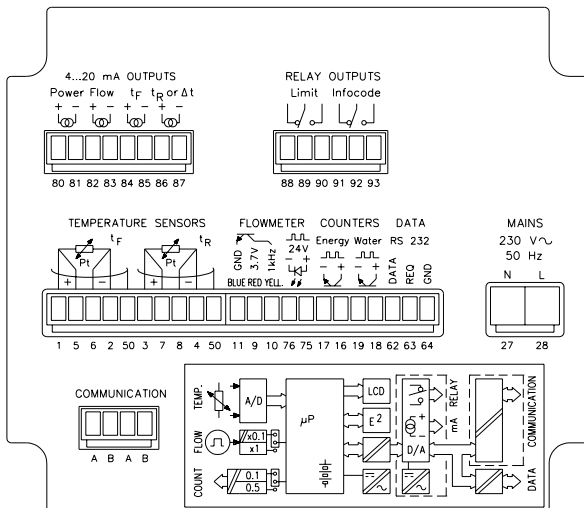 4...20 mA OUTPUTS
Power Flow tF tR or Δt
+ − + − + − + −
80 81 82 83 84 85 86 87
RELAY OUTPUTS
Limit Infocode
88 89 90 91 92 93
TEMPERATURE SENSORS
tF tR
Pt Pt
+ − + −
FLOWMETER
GND 3.7V 1kHz 24V
− +
BLUE RED YELL.
COUNTERS
Energy Water
− + − +
DATA
RS 232
DATA REQ GND
1 5 6 2 50 3 7 8 4 50 11 9 10 76 75 17 16 19 18 62 63 64
MAINS
230 V∿
50 Hz
N L
27 28
COMMUNICATION
A B A B
TEMP.
A/D
μP
LCD
E²
FLOW
x0.1
x1
COUNT
0.1
0.5
+
−
D/A
RELAY
mA
COMMUNICATION
DATA